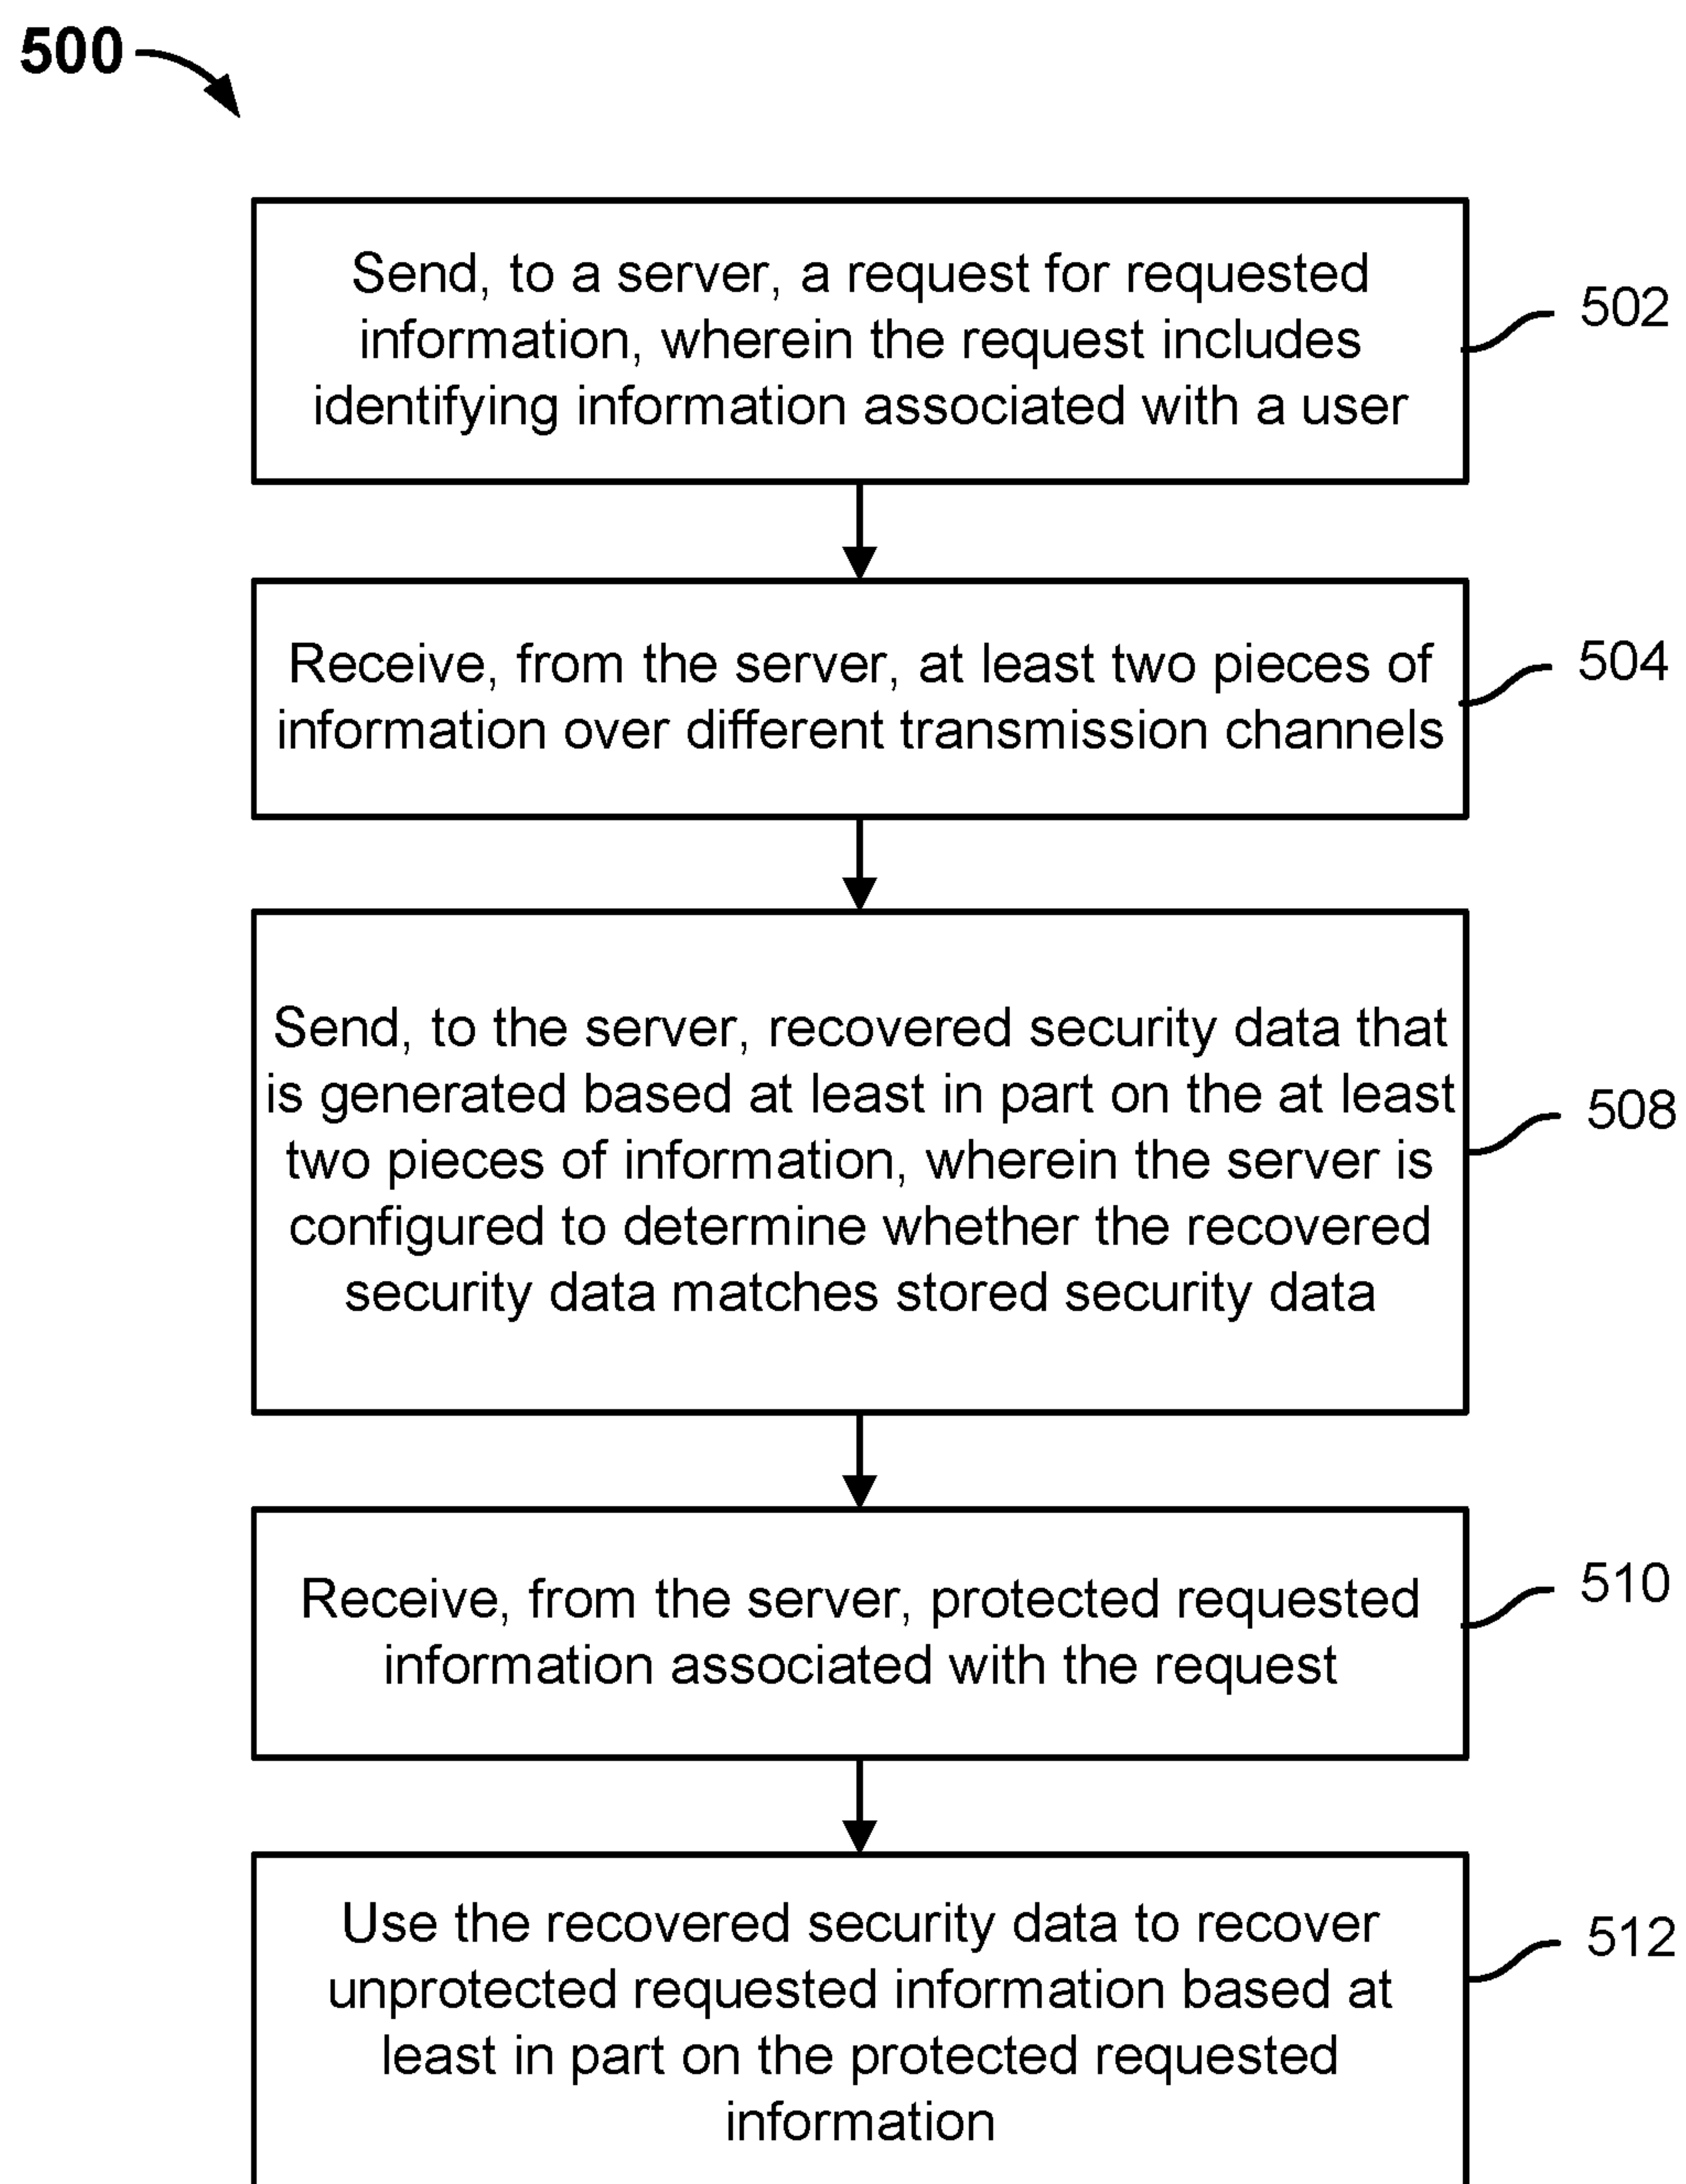 500
Send, to a server, a request for requested
information, wherein the request includes
identifying information associated with a user
502
Receive, from the server, at least two pieces of
information over different transmission channels
504
Send, to the server, recovered security data that
is generated based at least in part on the at least
two pieces of information, wherein the server is
configured to determine whether the recovered
security data matches stored security data
508
Receive, from the server, protected requested
information associated with the request
510
Use the recovered security data to recover
unprotected requested information based at
least in part on the protected requested
information
512